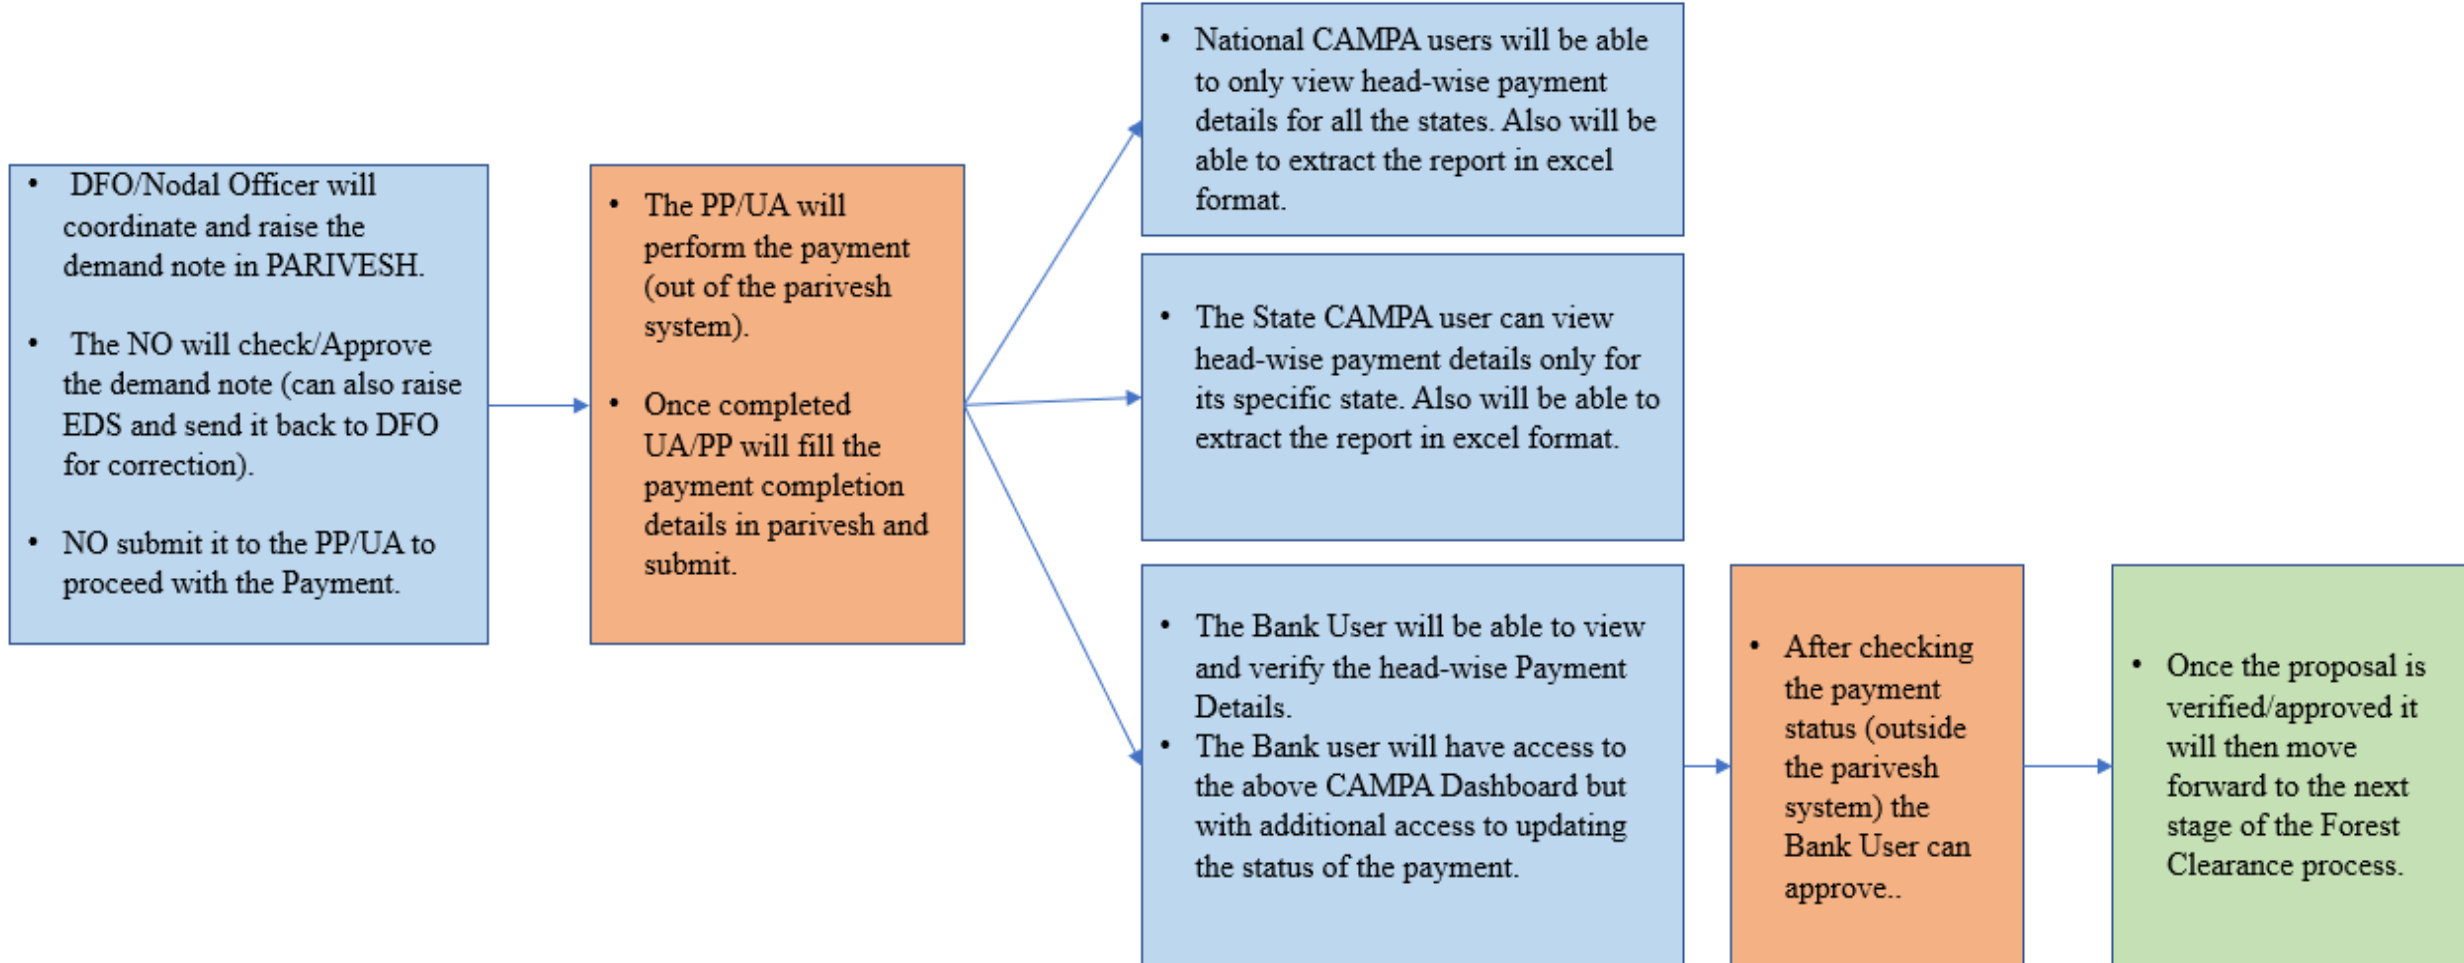 • DFO/Nodal Officer will
coordinate and raise the
demand note in PARIVESH.
• The NO will check/Approve
the demand note (can also raise
EDS and send it back to DFO
for correction).
• NO submit it to the PP/UA to
proceed with the Payment.
• The PP/UA will
perform the payment
(out of the parivesh
system).
• Once completed
UA/PP will fill the
payment completion
details in parivesh and
submit.
• National CAMPA users will be able
to only view head-wise payment
details for all the states. Also will be
able to extract the report in excel
format.
• The State CAMPA user can view
head-wise payment details only for
its specific state. Also will be able to
extract the report in excel format.
• The Bank User will be able to view
and verify the head-wise Payment
Details.
• The Bank user will have access to
the above CAMPA Dashboard but
with additional access to updating
the status of the payment.
• After checking
the payment
status (outside
the parivesh
system) the
Bank User can
approve..
• Once the proposal is
verified/approved it
will then move
forward to the next
stage of the Forest
Clearance process.